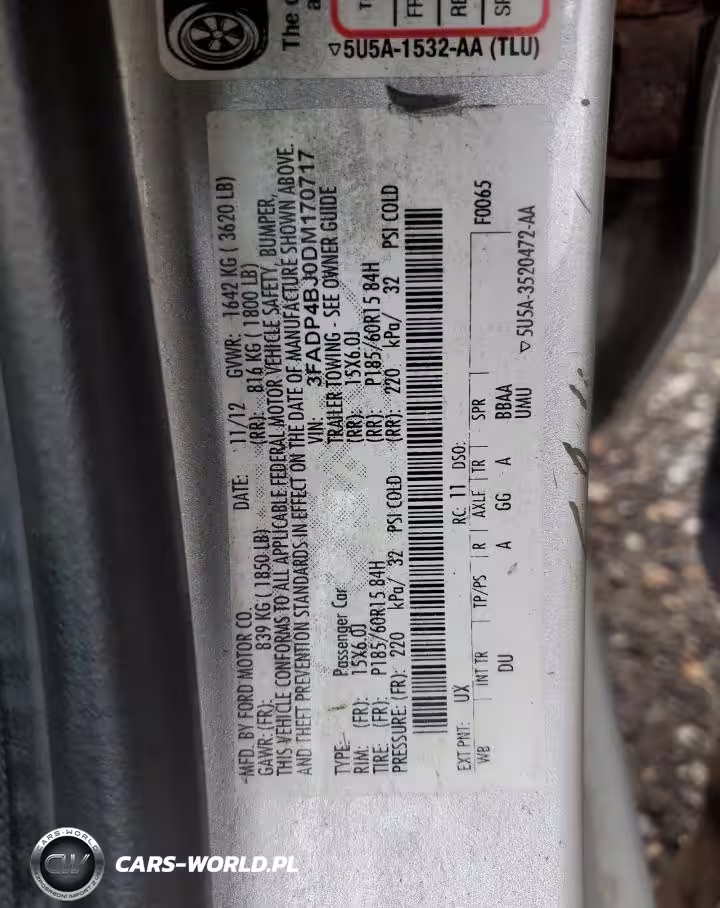 The
a
FR
RE
SP
▽5U5A-1532-AA (TLU)
MFD. BY FORD MOTOR CO.
DATE: 11/12 GVWR: 1642 KG ( 3620 LB)
GAWR: (FR): 839 KG ( 1850 LB) (RR): 816 KG ( 1800 LB)
THIS VEHICLE CONFORMS TO ALL APPLICABLE FEDERAL MOTOR VEHICLE SAFETY, BUMPER,
AND THEFT PREVENTION STANDARDS IN EFFECT ON THE DATE OF MANUFACTURE SHOWN ABOVE.
VIN: 3FADP4BJ0DM170717
TYPE: Passenger Car TRAILER TOWING - SEE OWNER GUIDE
RIM: (FR): 15X6.0J (RR): 15X6.0J
TIRE: (FR): P185/60R15 84H (RR) P185/60R15 84H
PRESSURE: (FR): 220 kPa/ 32 PSI COLD (RR): 220 kPa/ 32 PSI COLD
EXT PNT: UX RC: 11 DSO: F0065
WB INT TR TP/PS R AXLE TR SPR
DU A GG A BBAA
UMU
▽5U5A-3520472-AA
CARS-WORLD
CW
CARS-WORLD.PL